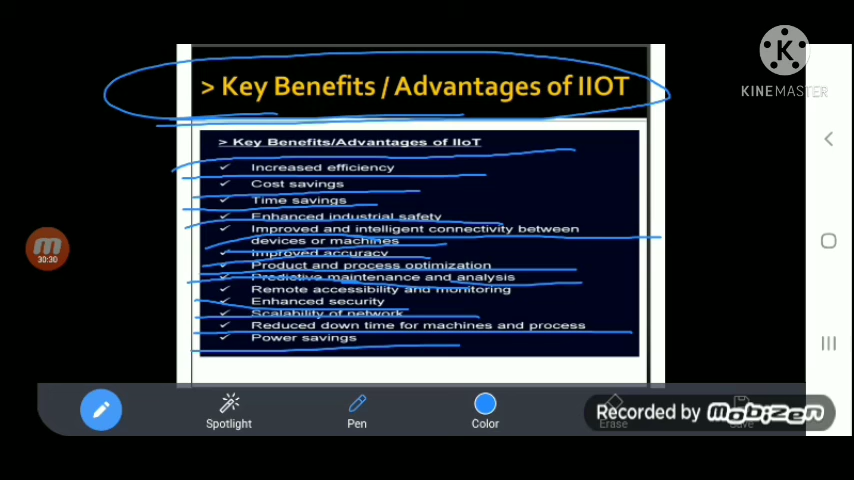 > Key Benefits / Advantages of IIOT
KINEMASTER
> Key Benefits/Advantages of IIoT
✓ Increased efficiency
✓ Cost savings
✓ Time savings
✓ Enhanced industrial safety
✓ Improved and intelligent connectivity between
devices or machines
✓ Improved accuracy
✓ Product and process optimization
✓ Predictive maintenance and analysis
✓ Remote accessibility and monitoring
✓ Enhanced security
✓ Scalability of network
✓ Reduced down time for machines and process
✓ Power savings
30:30
Spotlight
Pen
Color
Erase
Save
Recorded by mobizen